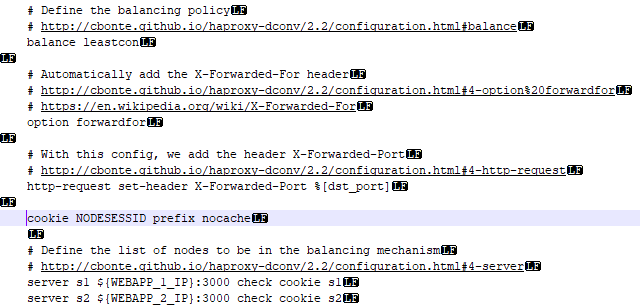 # Define the balancing policyLF
# http://cbonte.github.io/haproxy-dconv/2.2/configuration.html#balanceLF
balance leastconLF
LF
# Automatically add the X-Forwarded-For headerLF
# http://cbonte.github.io/haproxy-dconv/2.2/configuration.html#4-option%20forwardforLF
# https://en.wikipedia.org/wiki/X-Forwarded-ForLF
option forwardforLF
LF
# With this config, we add the header X-Forwarded-PortLF
# http://cbonte.github.io/haproxy-dconv/2.2/configuration.html#4-http-requestLF
http-request set-header X-Forwarded-Port %[dst_port]LF
LF
cookie NODESESSID prefix nocacheLF
LF
# Define the list of nodes to be in the balancing mechanismLF
# http://cbonte.github.io/haproxy-dconv/2.2/configuration.html#4-serverLF
server s1 ${WEBAPP_1_IP}:3000 check cookie s1LF
server s2 ${WEBAPP_2_IP}:3000 check cookie s2LF